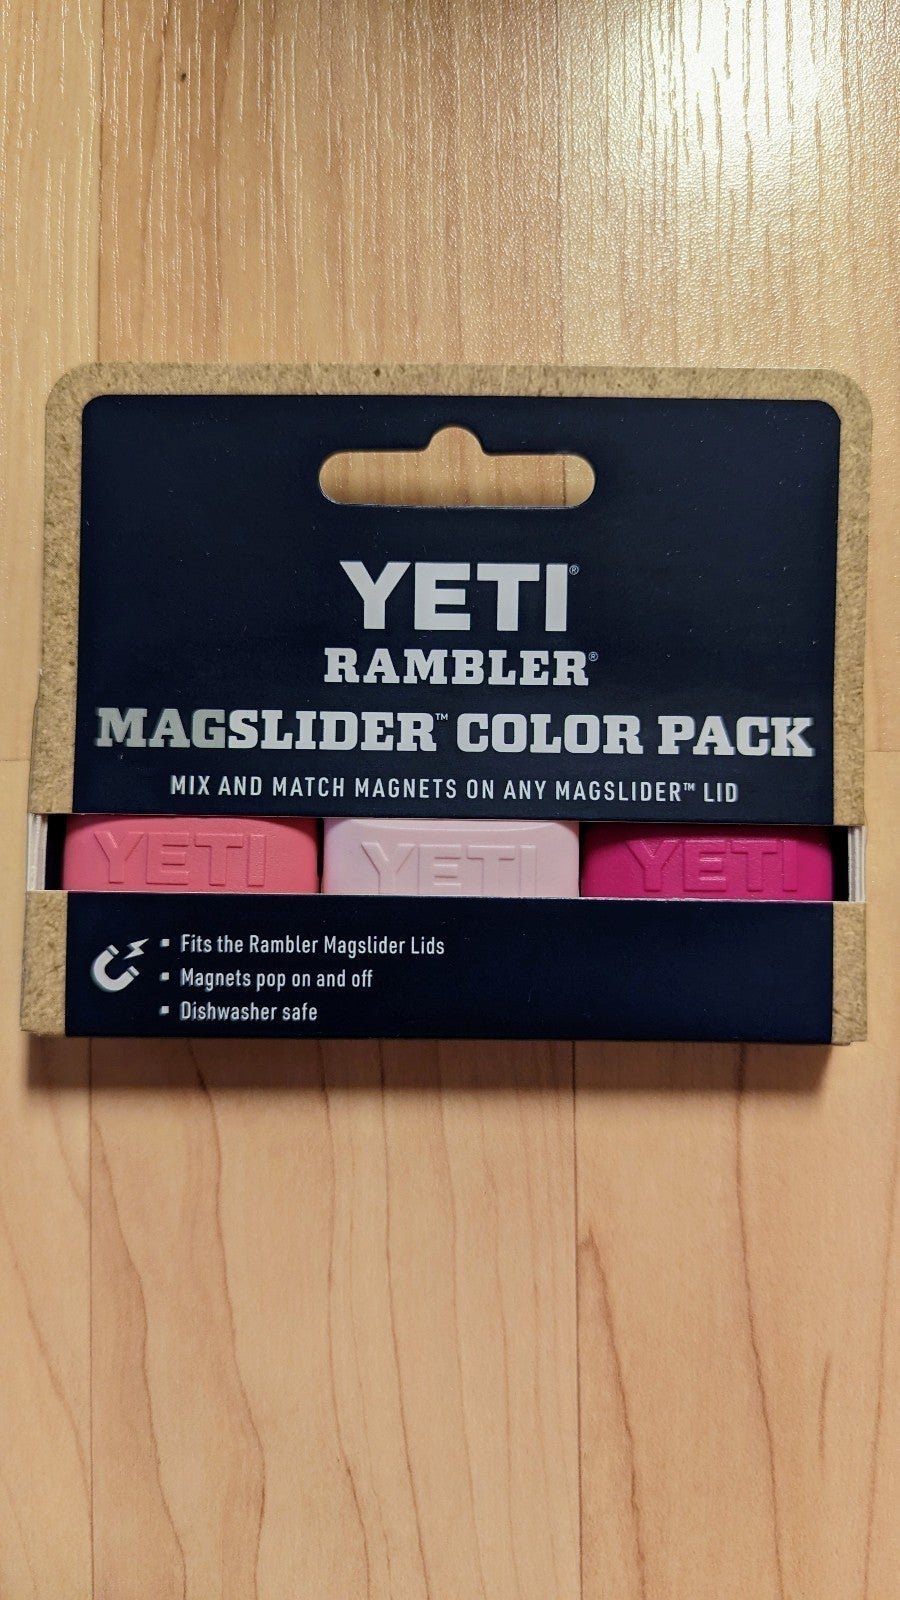 YETI®
RAMBLER®
MAGSLIDER™ COLOR PACK
MIX AND MATCH MAGNETS ON ANY MAGSLIDER™ LID
YETI YETI YETI
▪ Fits the Rambler Magslider Lids
▪ Magnets pop on and off
▪ Dishwasher safe